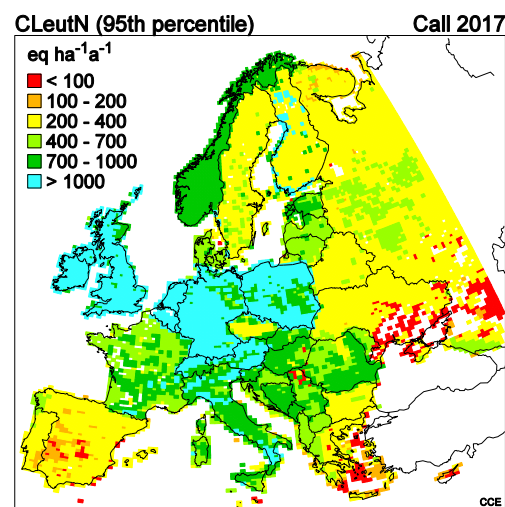 CLeutN (95th percentile) Call 2017
eq ha⁻¹a⁻¹
< 100
100 - 200
200 - 400
400 - 700
700 - 1000
> 1000
CCE